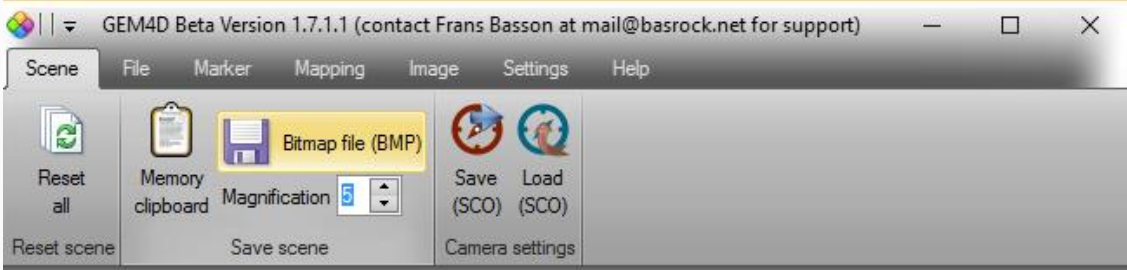 GEM4D Beta Version 1.7.1.1 (contact Frans Basson at mail@basrock.net for support)
Scene File Marker Mapping Image Settings Help
Reset all
Memory clipboard
Bitmap file (BMP)
Magnification 5
Save (SCO)
Load (SCO)
Reset scene Save scene Camera settings